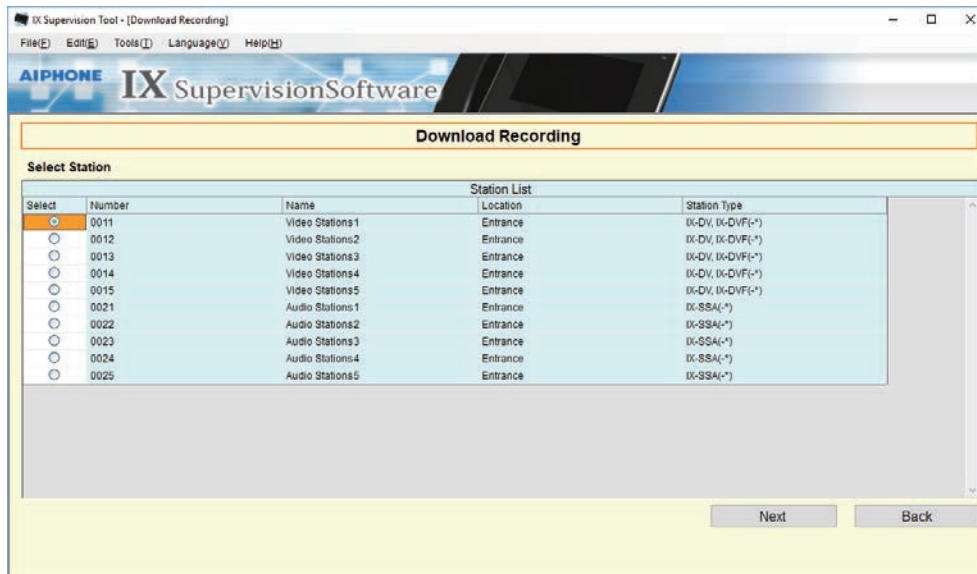 IX Supervision Tool - [Download Recording]
File(F) Edit(E) Tools(T) Language(V) Help(H)
AIPHONE IX SupervisionSoftware
Download Recording
Select Station
Station List
Select Number Name Location Station Type
0011 Video Stations1 Entrance IX-DV, IX-DVF(-*)
0012 Video Stations2 Entrance IX-DV, IX-DVF(-*)
0013 Video Stations3 Entrance IX-DV, IX-DVF(-*)
0014 Video Stations4 Entrance IX-DV, IX-DVF(-*)
0015 Video Stations5 Entrance IX-DV, IX-DVF(-*)
0021 Audio Stations1 Entrance IX-SSA(-*)
0022 Audio Stations2 Entrance IX-SSA(-*)
0023 Audio Stations3 Entrance IX-SSA(-*)
0024 Audio Stations4 Entrance IX-SSA(-*)
0025 Audio Stations5 Entrance IX-SSA(-*)
Next Back